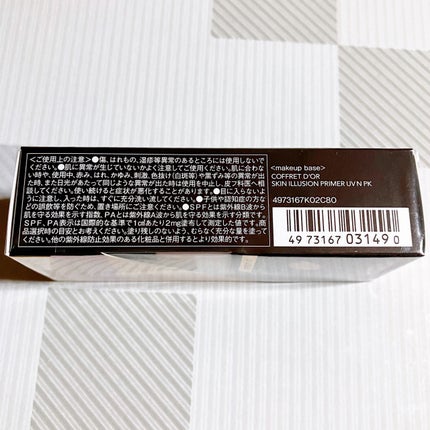 <ご使用上の注意>●傷、はれもの、湿疹等異常のあるところには使用しないで
ください。●肌に異常が生じていないかよく注意して使用してください。肌に合わない
時や、使用中、赤み、はれ、かゆみ、刺激、色抜け(白斑等)や黒ずみ等の異常が出
た時、また日光があたって同じような異常が出た時は使用を中止し、皮フ科医へ相
談してください。使い続けると症状が悪化することがあります。●目に入らないよ
うに注意し、入った時は、すぐに充分洗い流してください。●子供や認知症の方な
どの誤飲等を防ぐため、置き場所にご注意ください。●SPFとは紫外線B波から
肌を守る効果を示す指数、PAとは紫外線A波から肌を守る効果を示す分類です。
SPF、PA表示は国際的な基準で1㎠あたり2mg塗布して測定した値です。商
品選択時の目安とお考えください。塗り残しのないよう、むらなく充分な量を塗って
ください。他の紫外線防止効果のある化粧品と併用するとより効果的です。
<makeup base>
COFFRET D'OR
SKIN ILLUSION PRIMER UV N PK
4973167K02C80
4 973167 031490